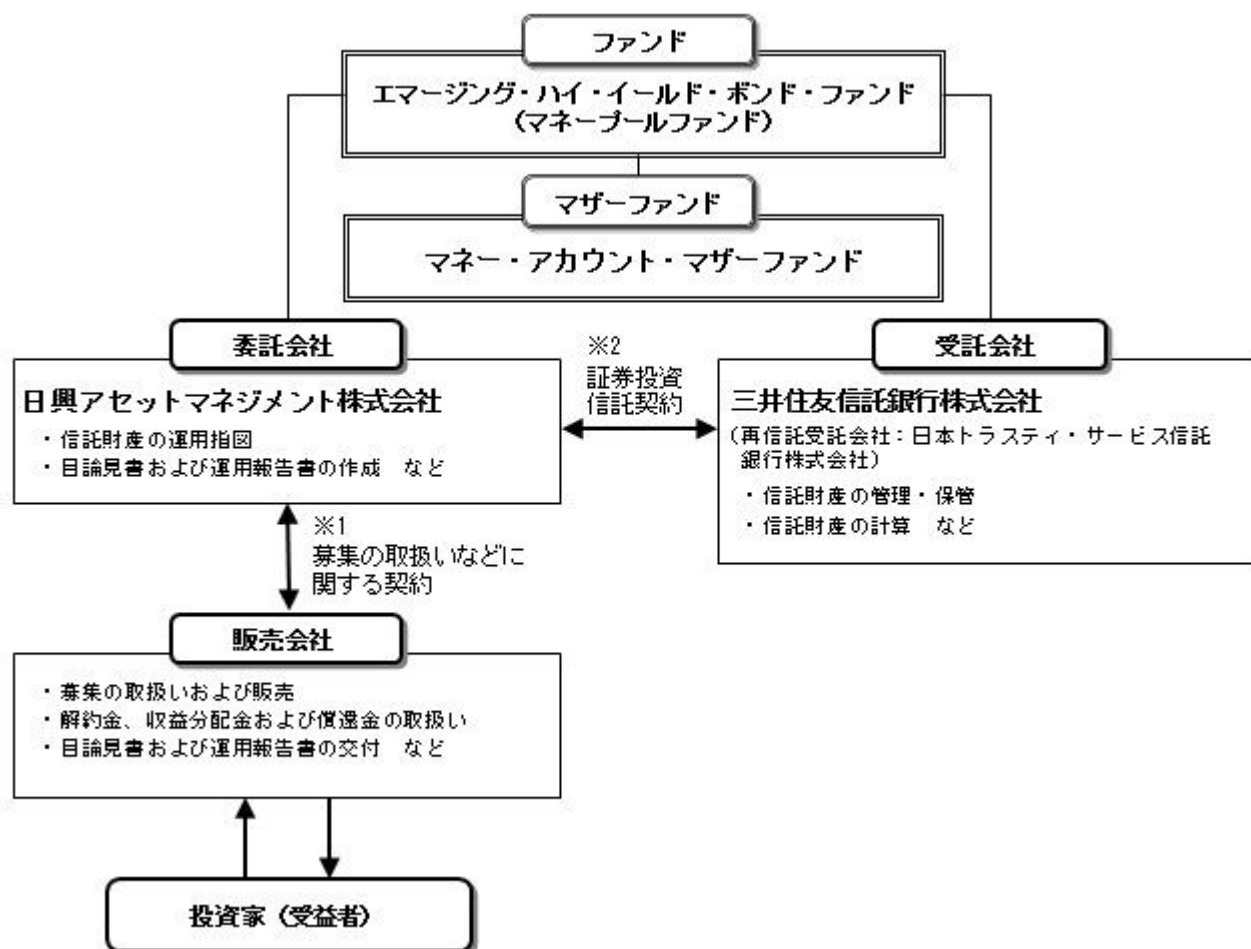 ファンド
エマージング・ハイ・イールド・ボンド・ファンド
（マネープールファンド）
マザーファンド
マネー・アカウント・マザーファンド
委託会社
日興アセットマネジメント株式会社
・信託財産の運用指図
・目論見書および運用報告書の作成　など
※2
証券投資
信託契約
受託会社
三井住友信託銀行株式会社
（再信託受託会社：日本トラスティ・サービス信託
銀行株式会社）
・信託財産の管理・保管
・信託財産の計算　など
※1
募集の取扱いなどに
関する契約
販売会社
・募集の取扱いおよび販売
・解約金、収益分配金および償還金の取扱い
・目論見書および運用報告書の交付　など
投資家（受益者）